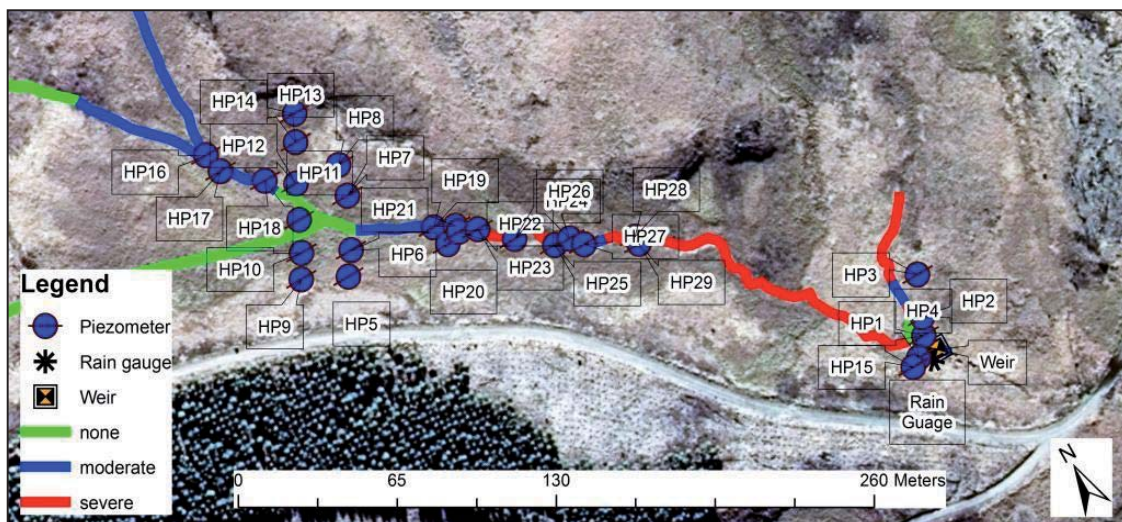 HP14
HP13
HP8
HP12
HP7
HP16
HP11
HP17
HP18
HP21
HP19
HP26
HP24
HP28
HP22
HP27
HP10
HP6
HP23
HP25
HP29
HP20
HP9
HP5
HP3
HP4
HP2
HP1
HP15
Weir
Rain
Guage
Legend
Piezometer
Rain gauge
Weir
none
moderate
severe
0 65 130 260 Meters
N